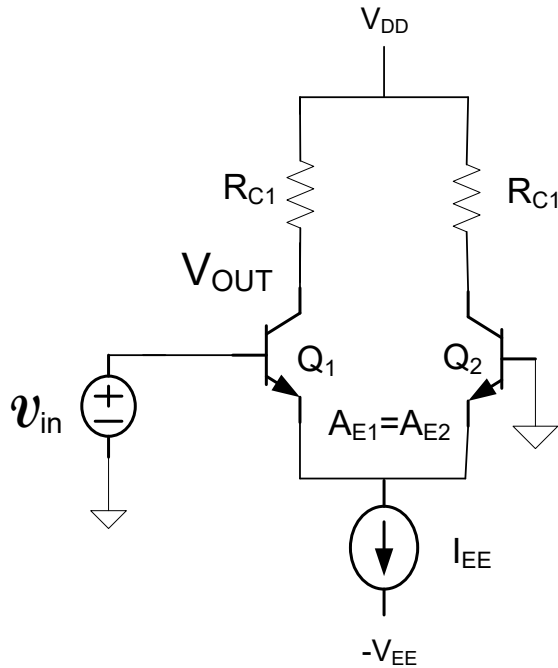 V_DD
R_C1
R_C1
V_OUT
Q_1
Q_2
+
−
v_in
A_E1=A_E2
I_EE
-V_EE